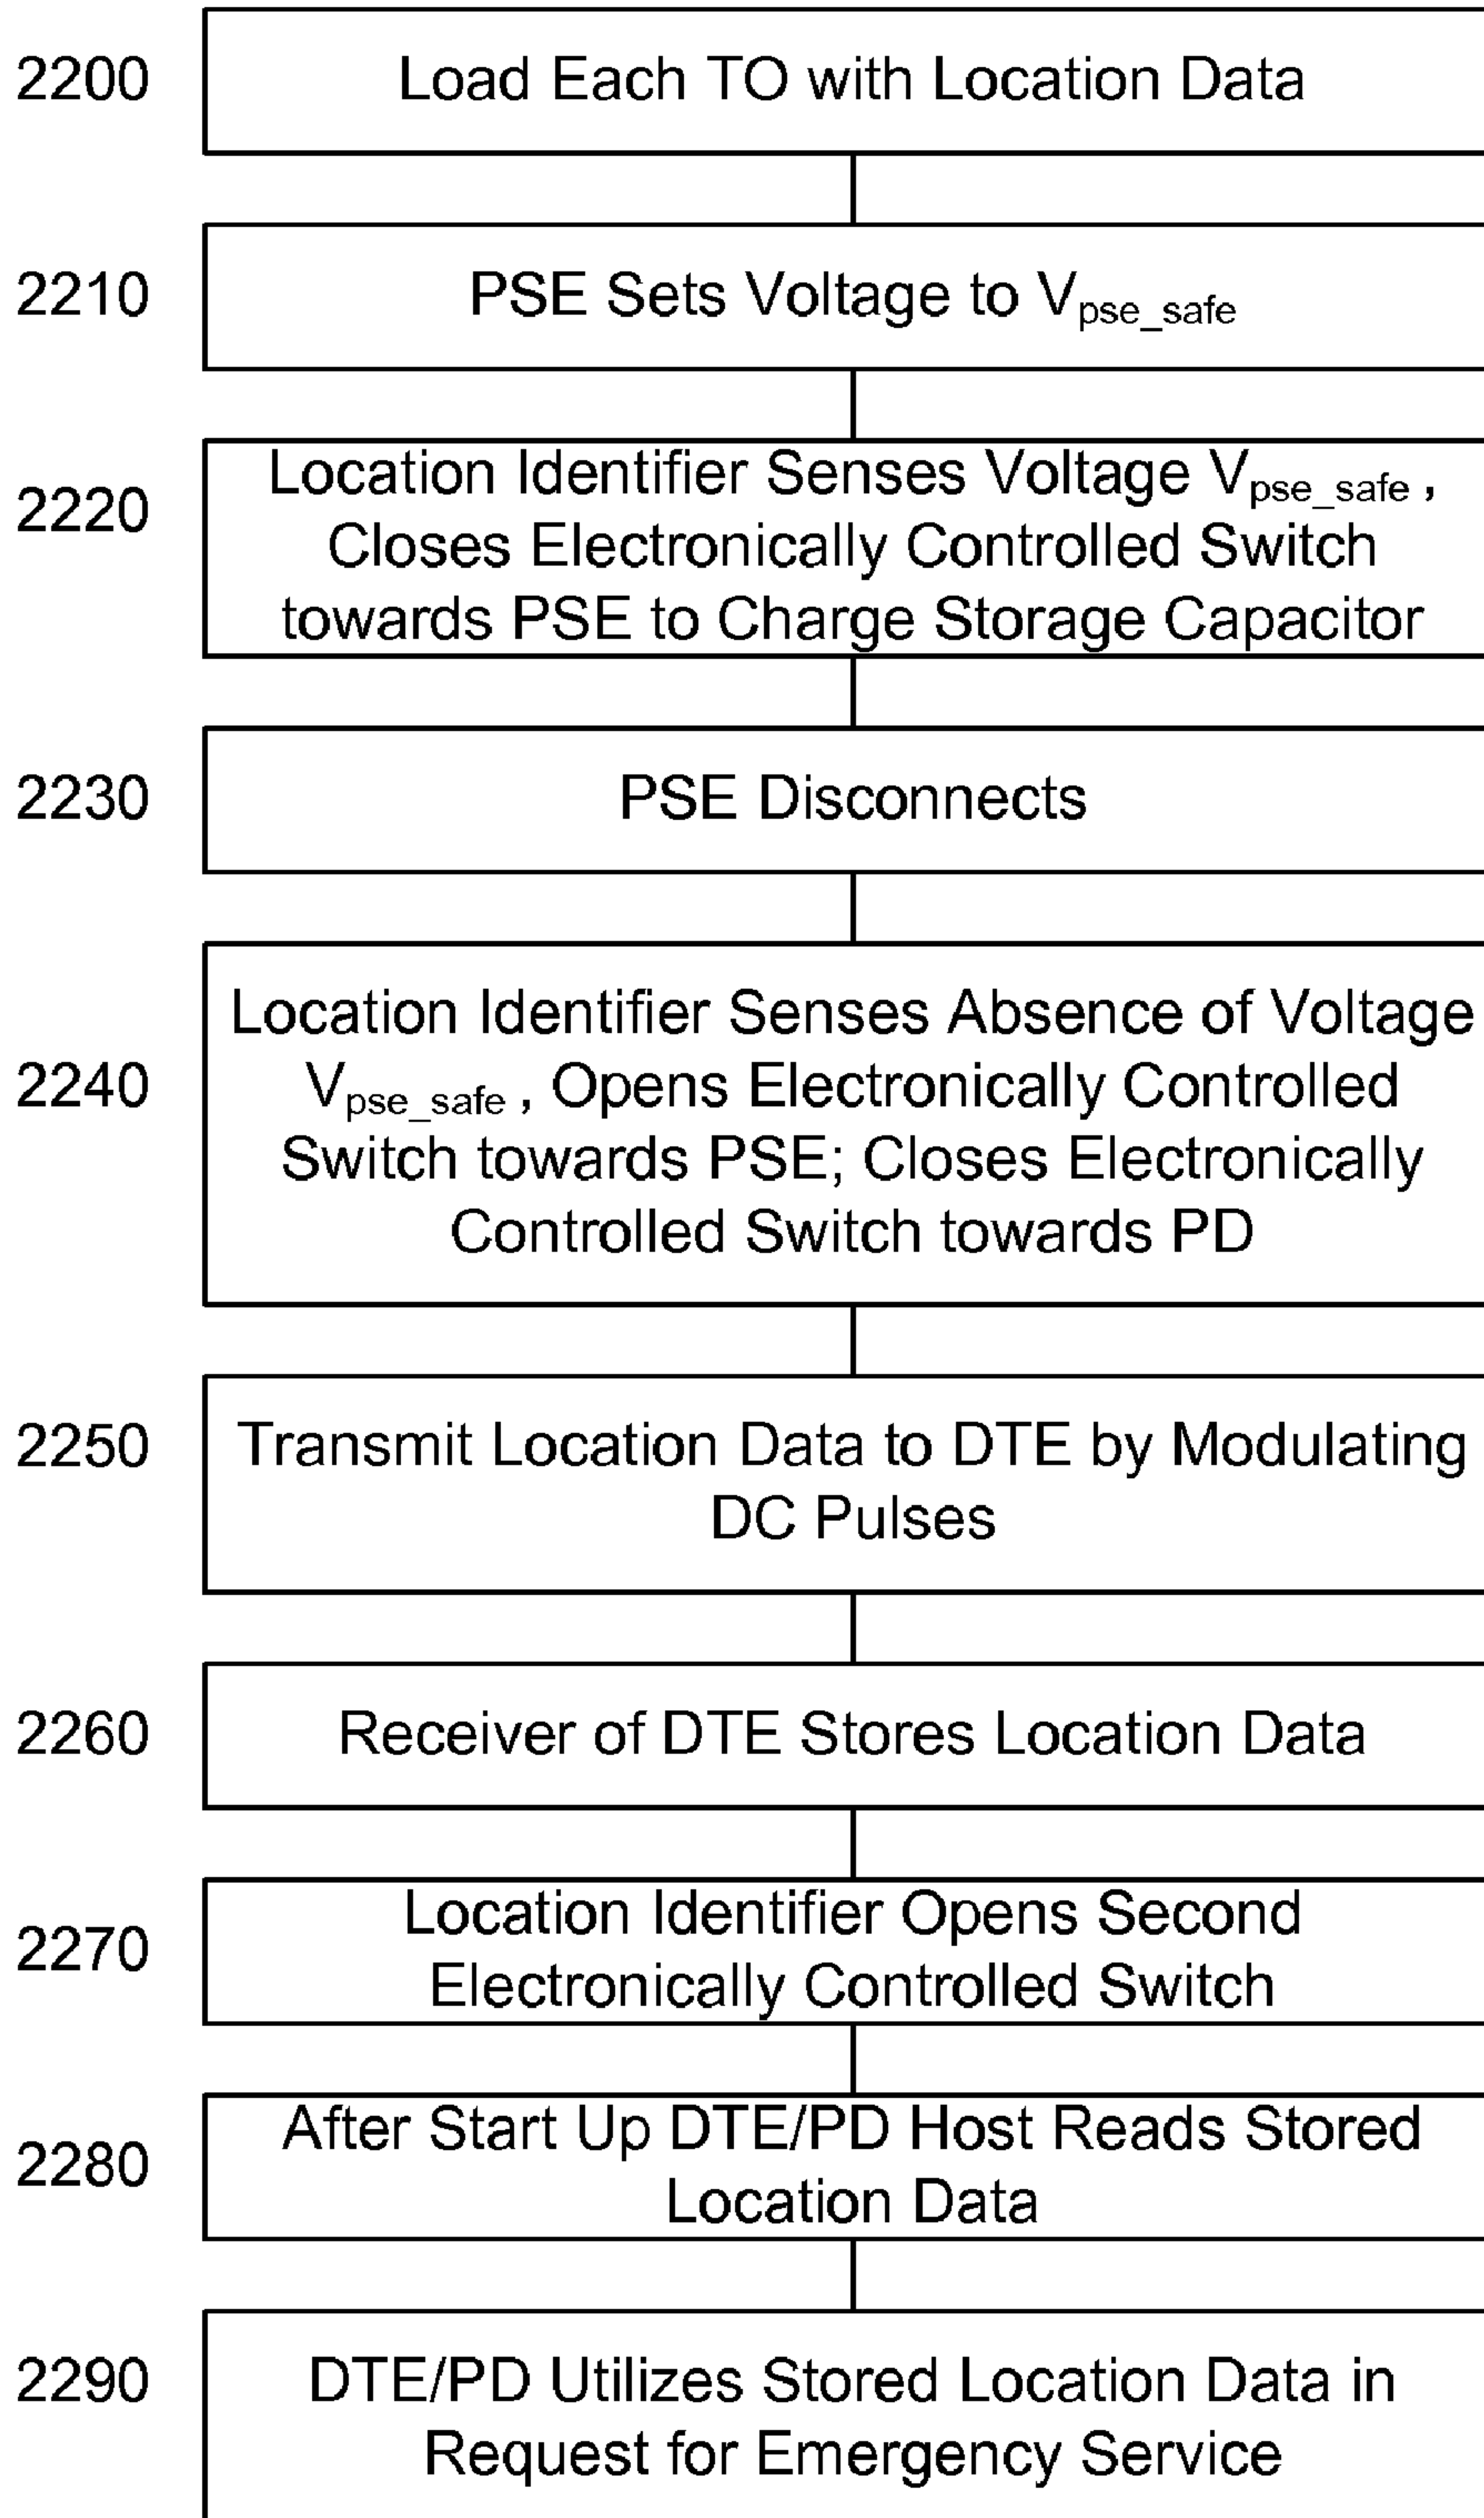 2200
Load Each TO with Location Data
2210
PSE Sets Voltage to Vpse_safe
2220
Location Identifier Senses Voltage Vpse_safe ,
Closes Electronically Controlled Switch
towards PSE to Charge Storage Capacitor
2230
PSE Disconnects
2240
Location Identifier Senses Absence of Voltage
Vpse_safe , Opens Electronically Controlled
Switch towards PSE; Closes Electronically
Controlled Switch towards PD
2250
Transmit Location Data to DTE by Modulating
DC Pulses
2260
Receiver of DTE Stores Location Data
2270
Location Identifier Opens Second
Electronically Controlled Switch
2280
After Start Up DTE/PD Host Reads Stored
Location Data
2290
DTE/PD Utilizes Stored Location Data in
Request for Emergency Service